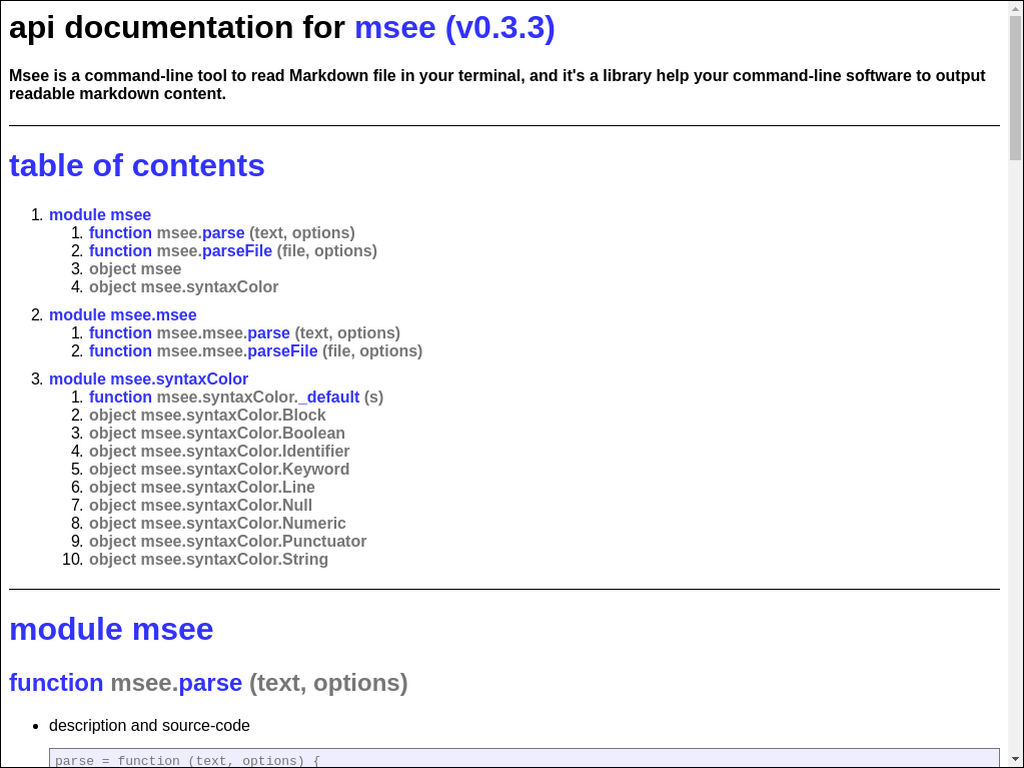 api documentation for msee (v0.3.3)
Msee is a command-line tool to read Markdown file in your terminal, and it's a library help your command-line software to output
readable markdown content.
table of contents
1. module msee
1. function msee.parse (text, options)
2. function msee.parseFile (file, options)
3. object msee
4. object msee.syntaxColor
2. module msee.msee
1. function msee.msee.parse (text, options)
2. function msee.msee.parseFile (file, options)
3. module msee.syntaxColor
1. function msee.syntaxColor._default (s)
2. object msee.syntaxColor.Block
3. object msee.syntaxColor.Boolean
4. object msee.syntaxColor.Identifier
5. object msee.syntaxColor.Keyword
6. object msee.syntaxColor.Line
7. object msee.syntaxColor.Null
8. object msee.syntaxColor.Numeric
9. object msee.syntaxColor.Punctuator
10. object msee.syntaxColor.String
module msee
function msee.parse (text, options)
• description and source-code
parse = function (text, options) {